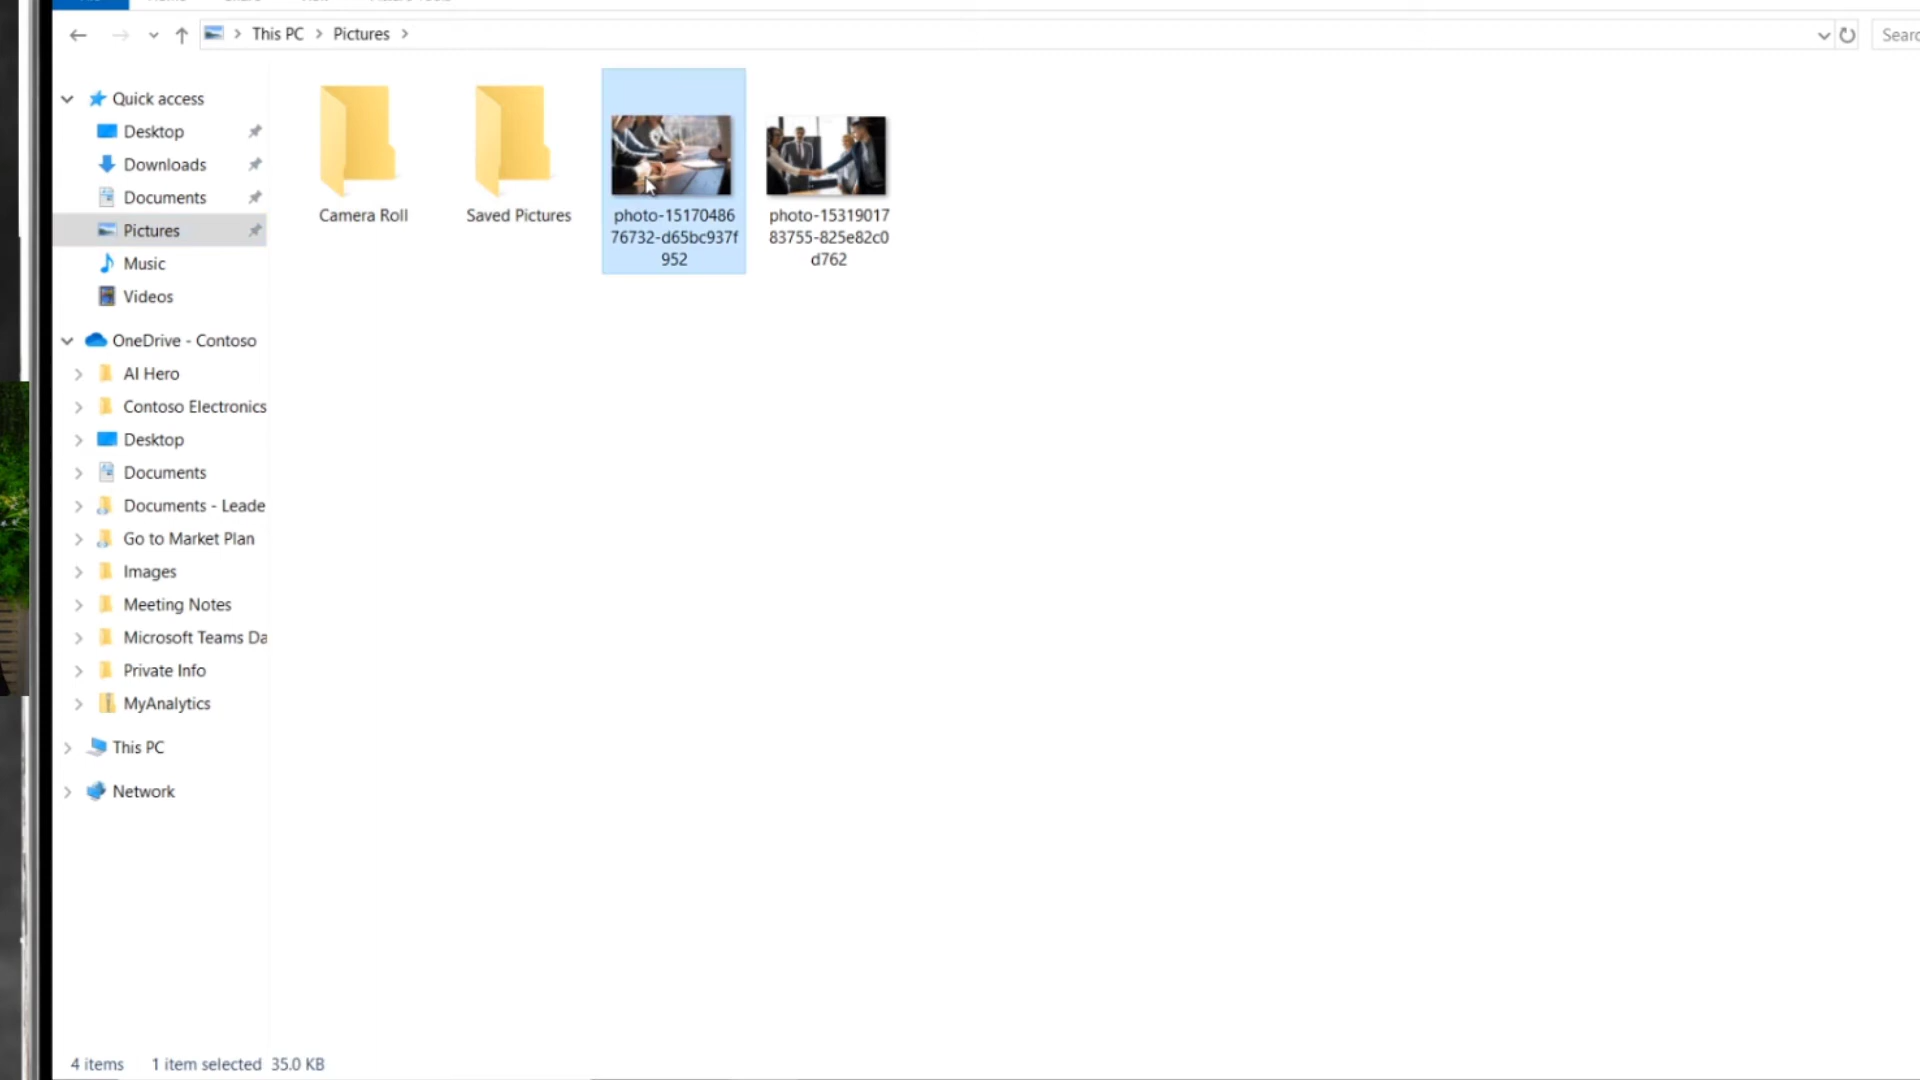 This PC > Pictures >
Searc
Quick access
Desktop
Downloads
Documents
Pictures
Music
Videos
OneDrive - Contoso
AI Hero
Contoso Electronics
Desktop
Documents
Documents - Leade
Go to Market Plan
Images
Meeting Notes
Microsoft Teams Da
Private Info
MyAnalytics
This PC
Network
Camera Roll
Saved Pictures
photo-15170486
76732-d65bc937f
952
photo-15319017
83755-825e82c0
d762
4 items 1 item selected 35.0 KB